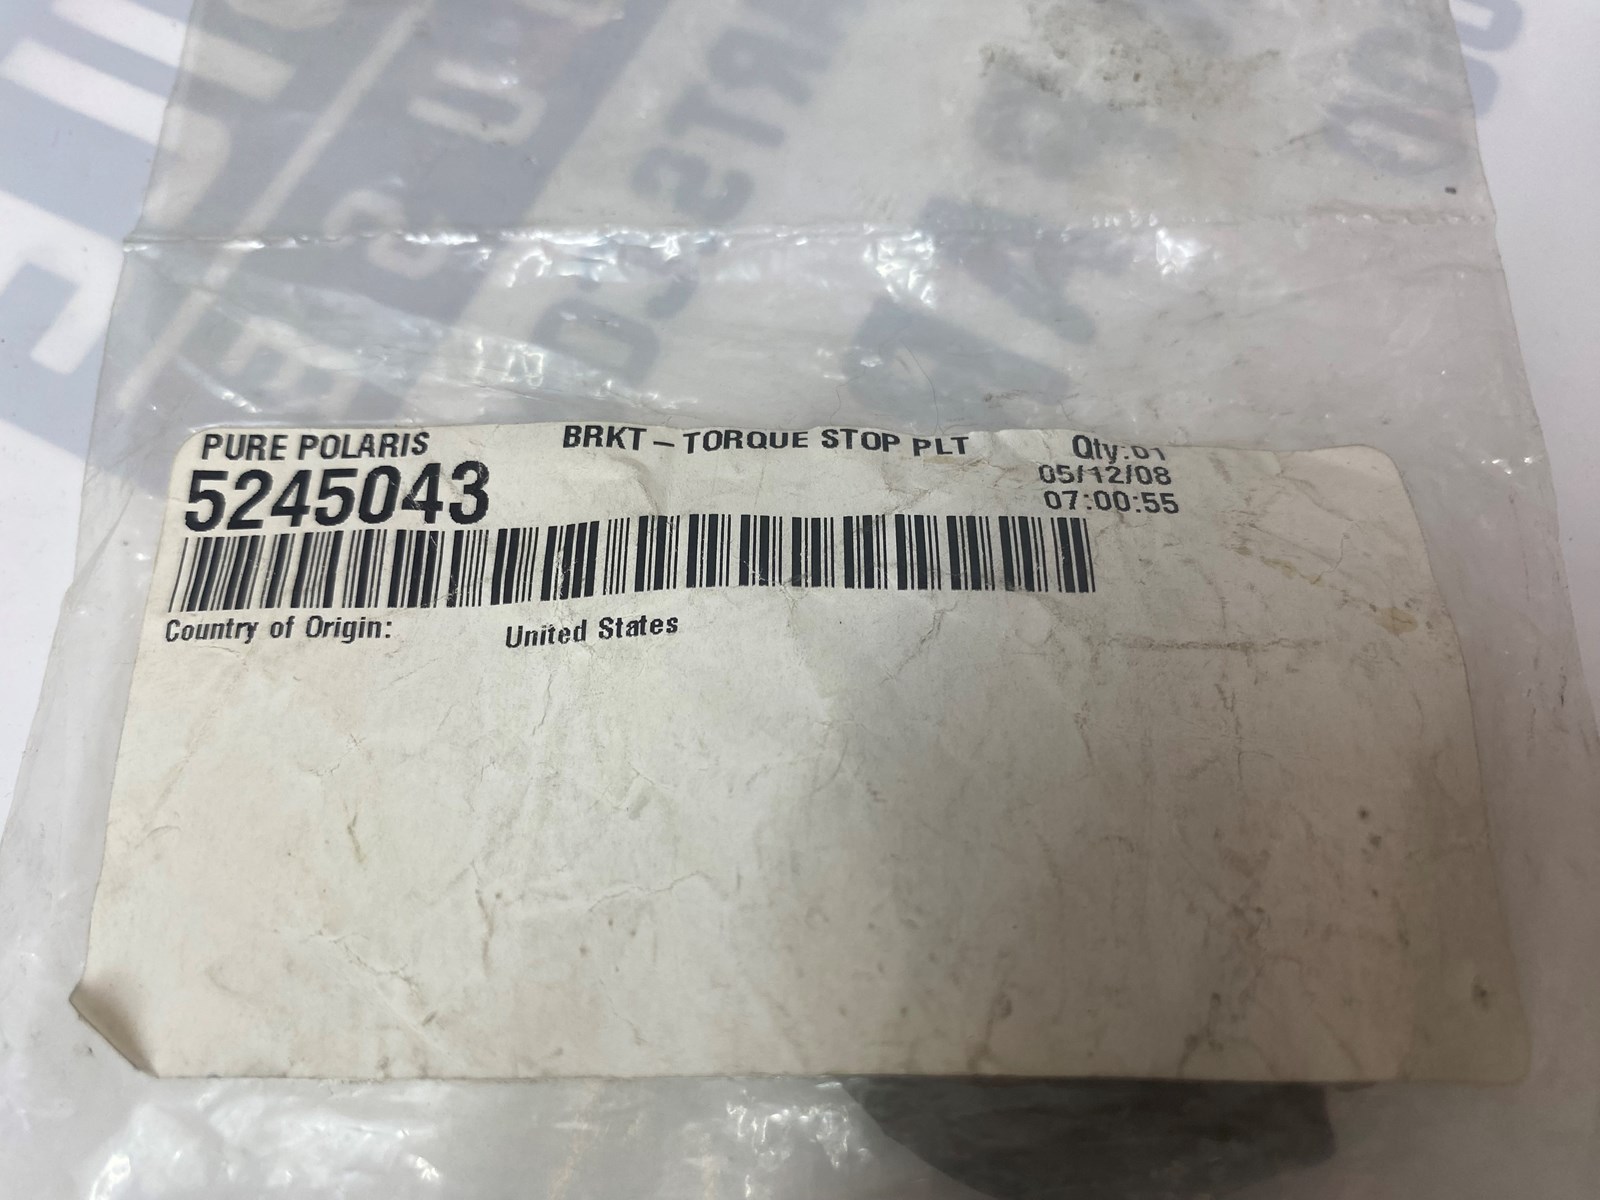 PURE POLARIS BRKT – TORQUE STOP PLT Qty:01
5245043 05/12/08
07:00:55
Country of Origin: United States